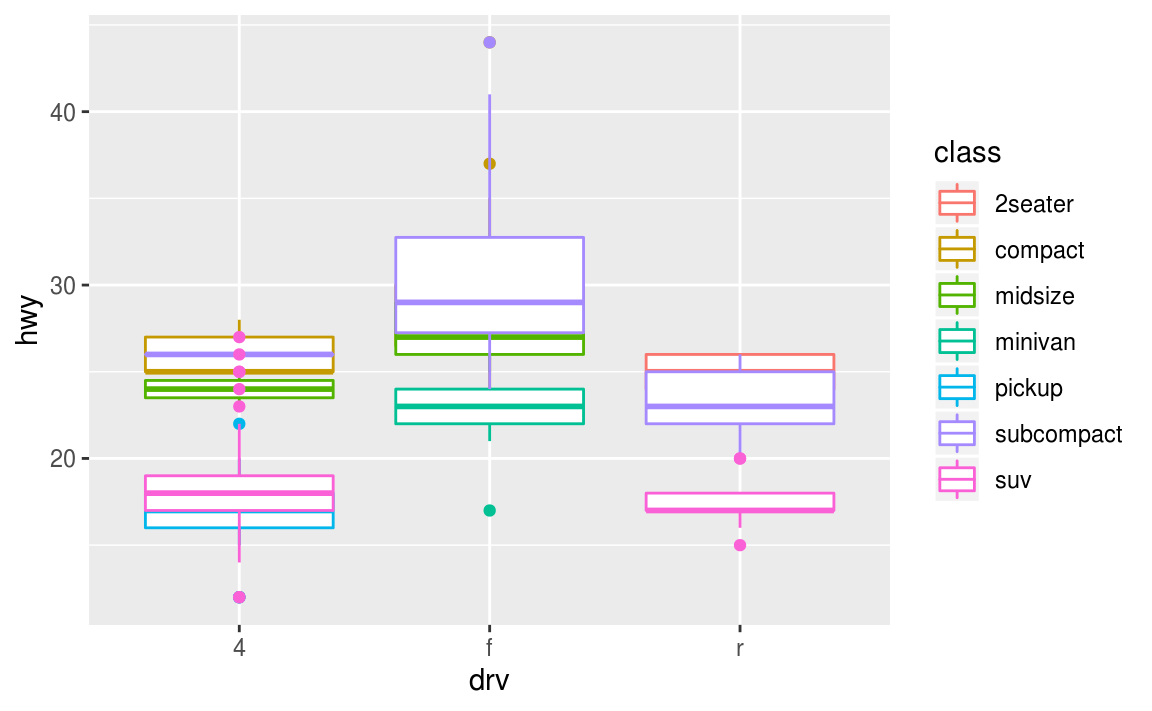 40
30
20
hwy
4
f
r
drv
class
2seater
compact
midsize
minivan
pickup
subcompact
suv